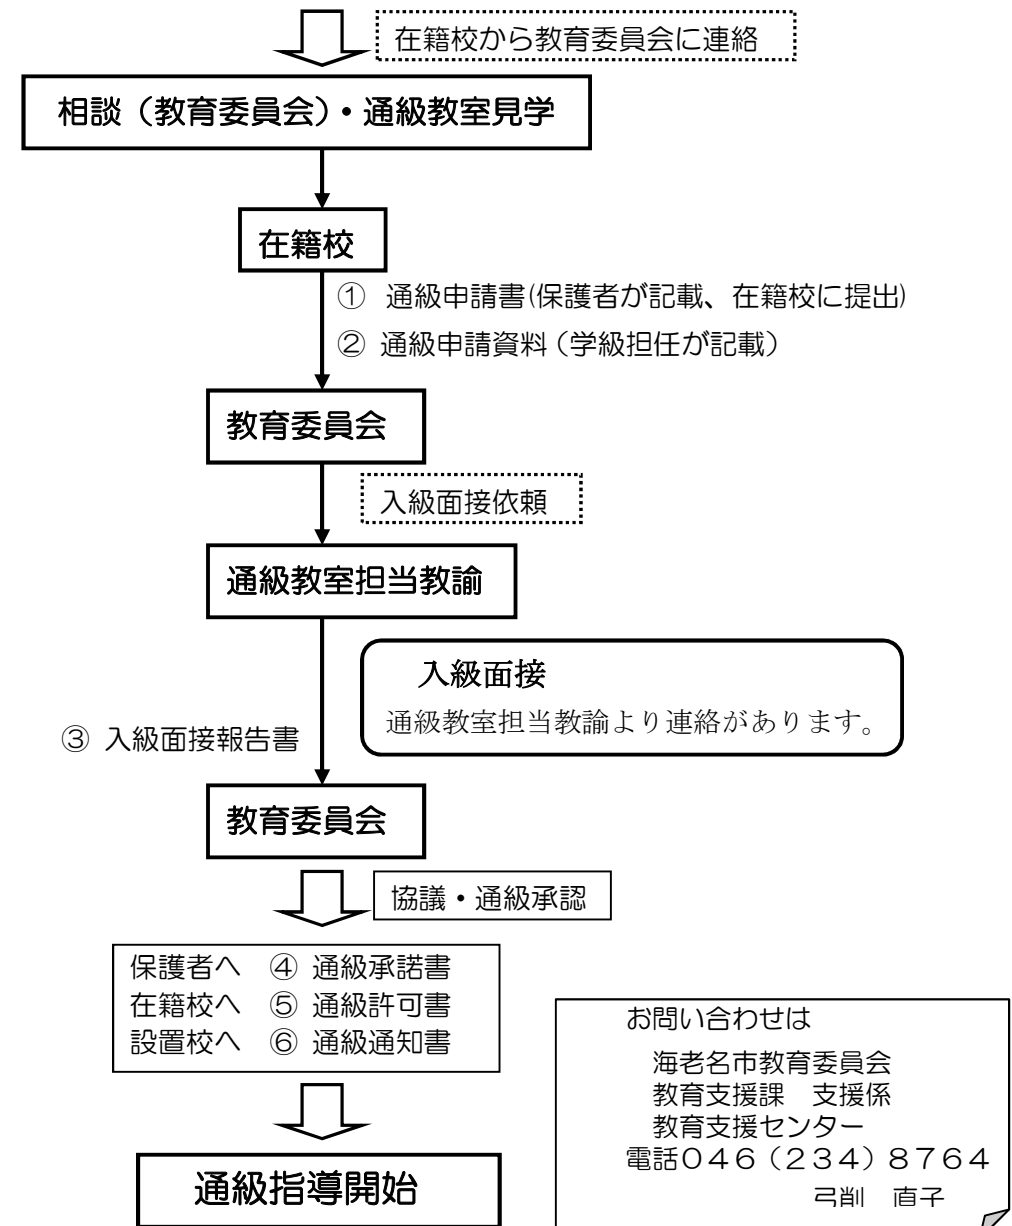 在籍校から教育委員会に連絡
相談（教育委員会）・通級教室見学
在籍校
① 通級申請書(保護者が記載、在籍校に提出)
② 通級申請資料（学級担任が記載）
教育委員会
入級面接依頼
通級教室担当教諭
入級面接
通級教室担当教諭より連絡があります。
③ 入級面接報告書
教育委員会
協議・通級承認
保護者へ ④ 通級承諾書
在籍校へ ⑤ 通級許可書
設置校へ ⑥ 通級通知書
お問い合わせは
海老名市教育委員会
教育支援課 支援係
教育支援センター
電話０４６（２３４）８７６４
弓削 直子
通級指導開始